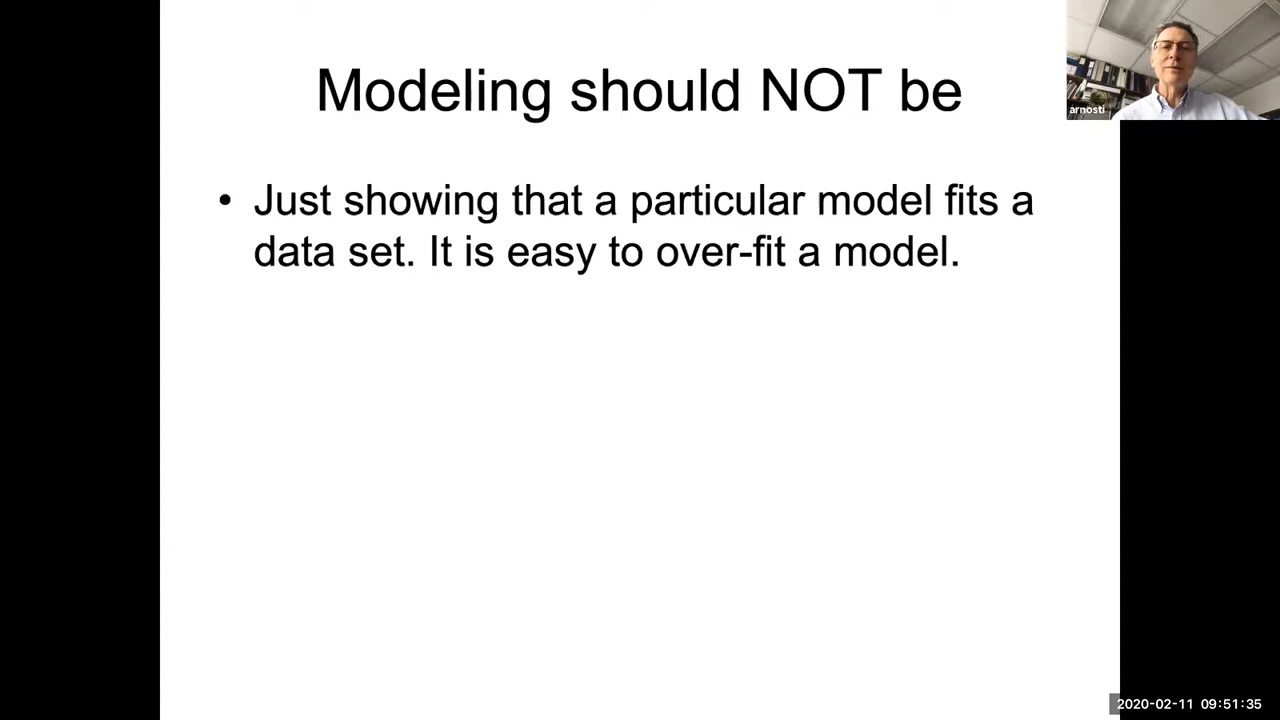 Modeling should NOT be
arnosti
• Just showing that a particular model fits a
data set. It is easy to over-fit a model.
2020-02-11 09:51:35